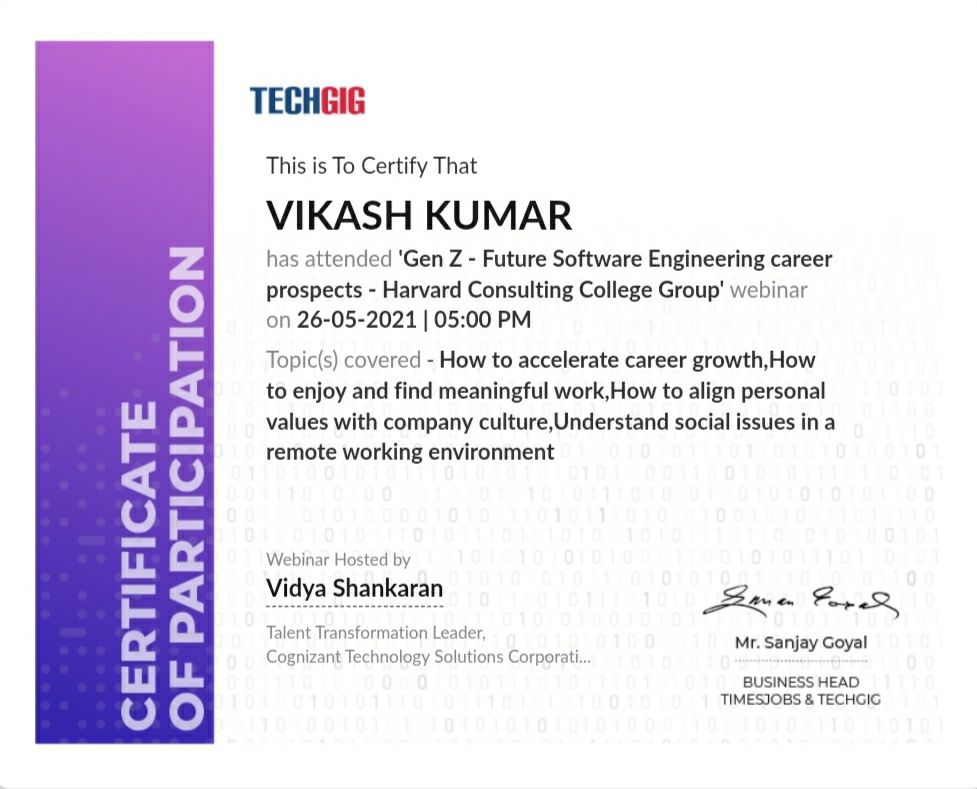 TECHGIG
This is To Certify That
VIKASH KUMAR
has attended 'Gen Z - Future Software Engineering career
prospects - Harvard Consulting College Group' webinar
on 26-05-2021 | 05:00 PM
Topic(s) covered - How to accelerate career growth,How
to enjoy and find meaningful work,How to align personal
values with company culture,Understand social issues in a
remote working environment
Webinar Hosted by
Vidya Shankaran
Talent Transformation Leader,
Cognizant Technology Solutions Corporati...
Mr. Sanjay Goyal
BUSINESS HEAD
TIMESJOBS & TECHGIG
CERTIFICATE
OF PARTICIPATION